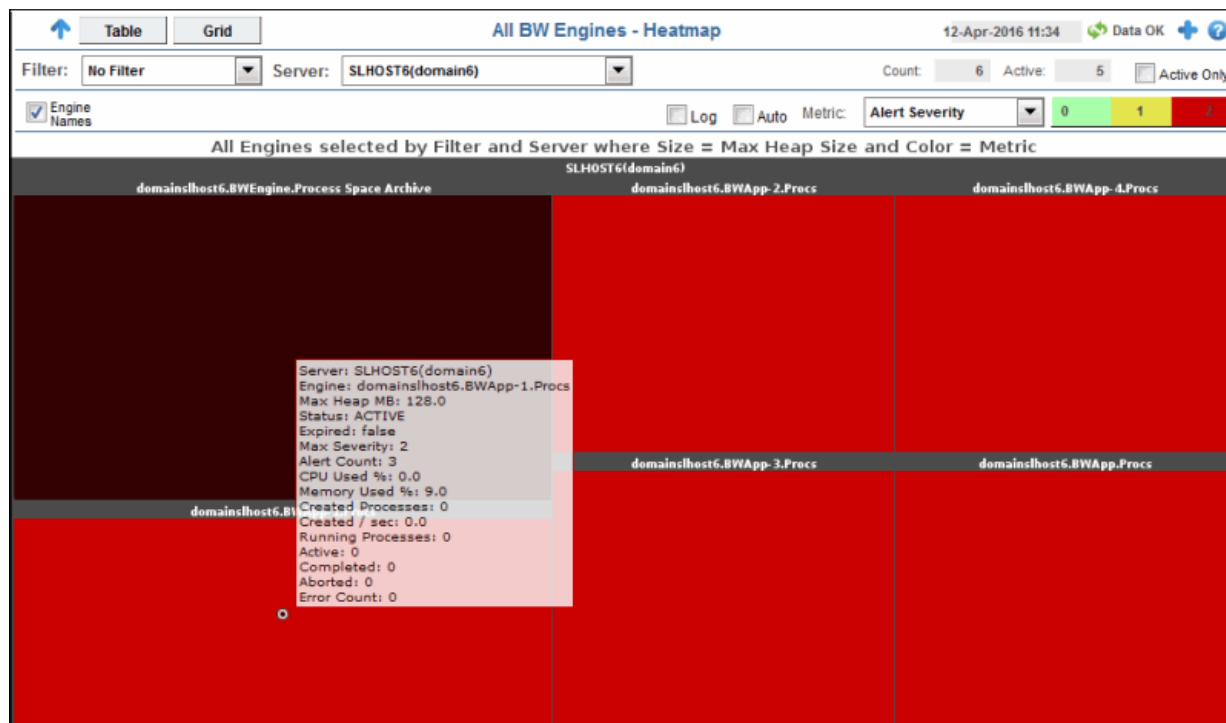 Table Grid All BW Engines - Heatmap 12-Apr-2016 11:34 Data OK ?
Filter: No Filter Server: SLHOST6(domain6) Count: 6 Active: 5 Active Only
Engine Names Log Auto Metric: Alert Severity 0 1 2
All Engines selected by Filter and Server where Size = Max Heap Size and Color = Metric
SLHOST6(domain6)
domainslhost6.BWEngine.Process Space Archive domainslhost6.BWApp-2.Procs domainslhost6.BWApp-4.Procs
Server: SLHOST6(domain6)
Engine: domainslhost6.BWApp-1.Procs
Max Heap MB: 128.0
Status: ACTIVE
Expired: false
Max Severity: 2
Alert Count: 3
CPU Used %: 0.0
Memory Used %: 9.0
Created Processes: 0
Created / sec: 0.0
Running Processes: 0
Active: 0
Completed: 0
Aborted: 0
Error Count: 0
domainslhost6.BWApp-3.Procs domainslhost6.BWApp.Procs